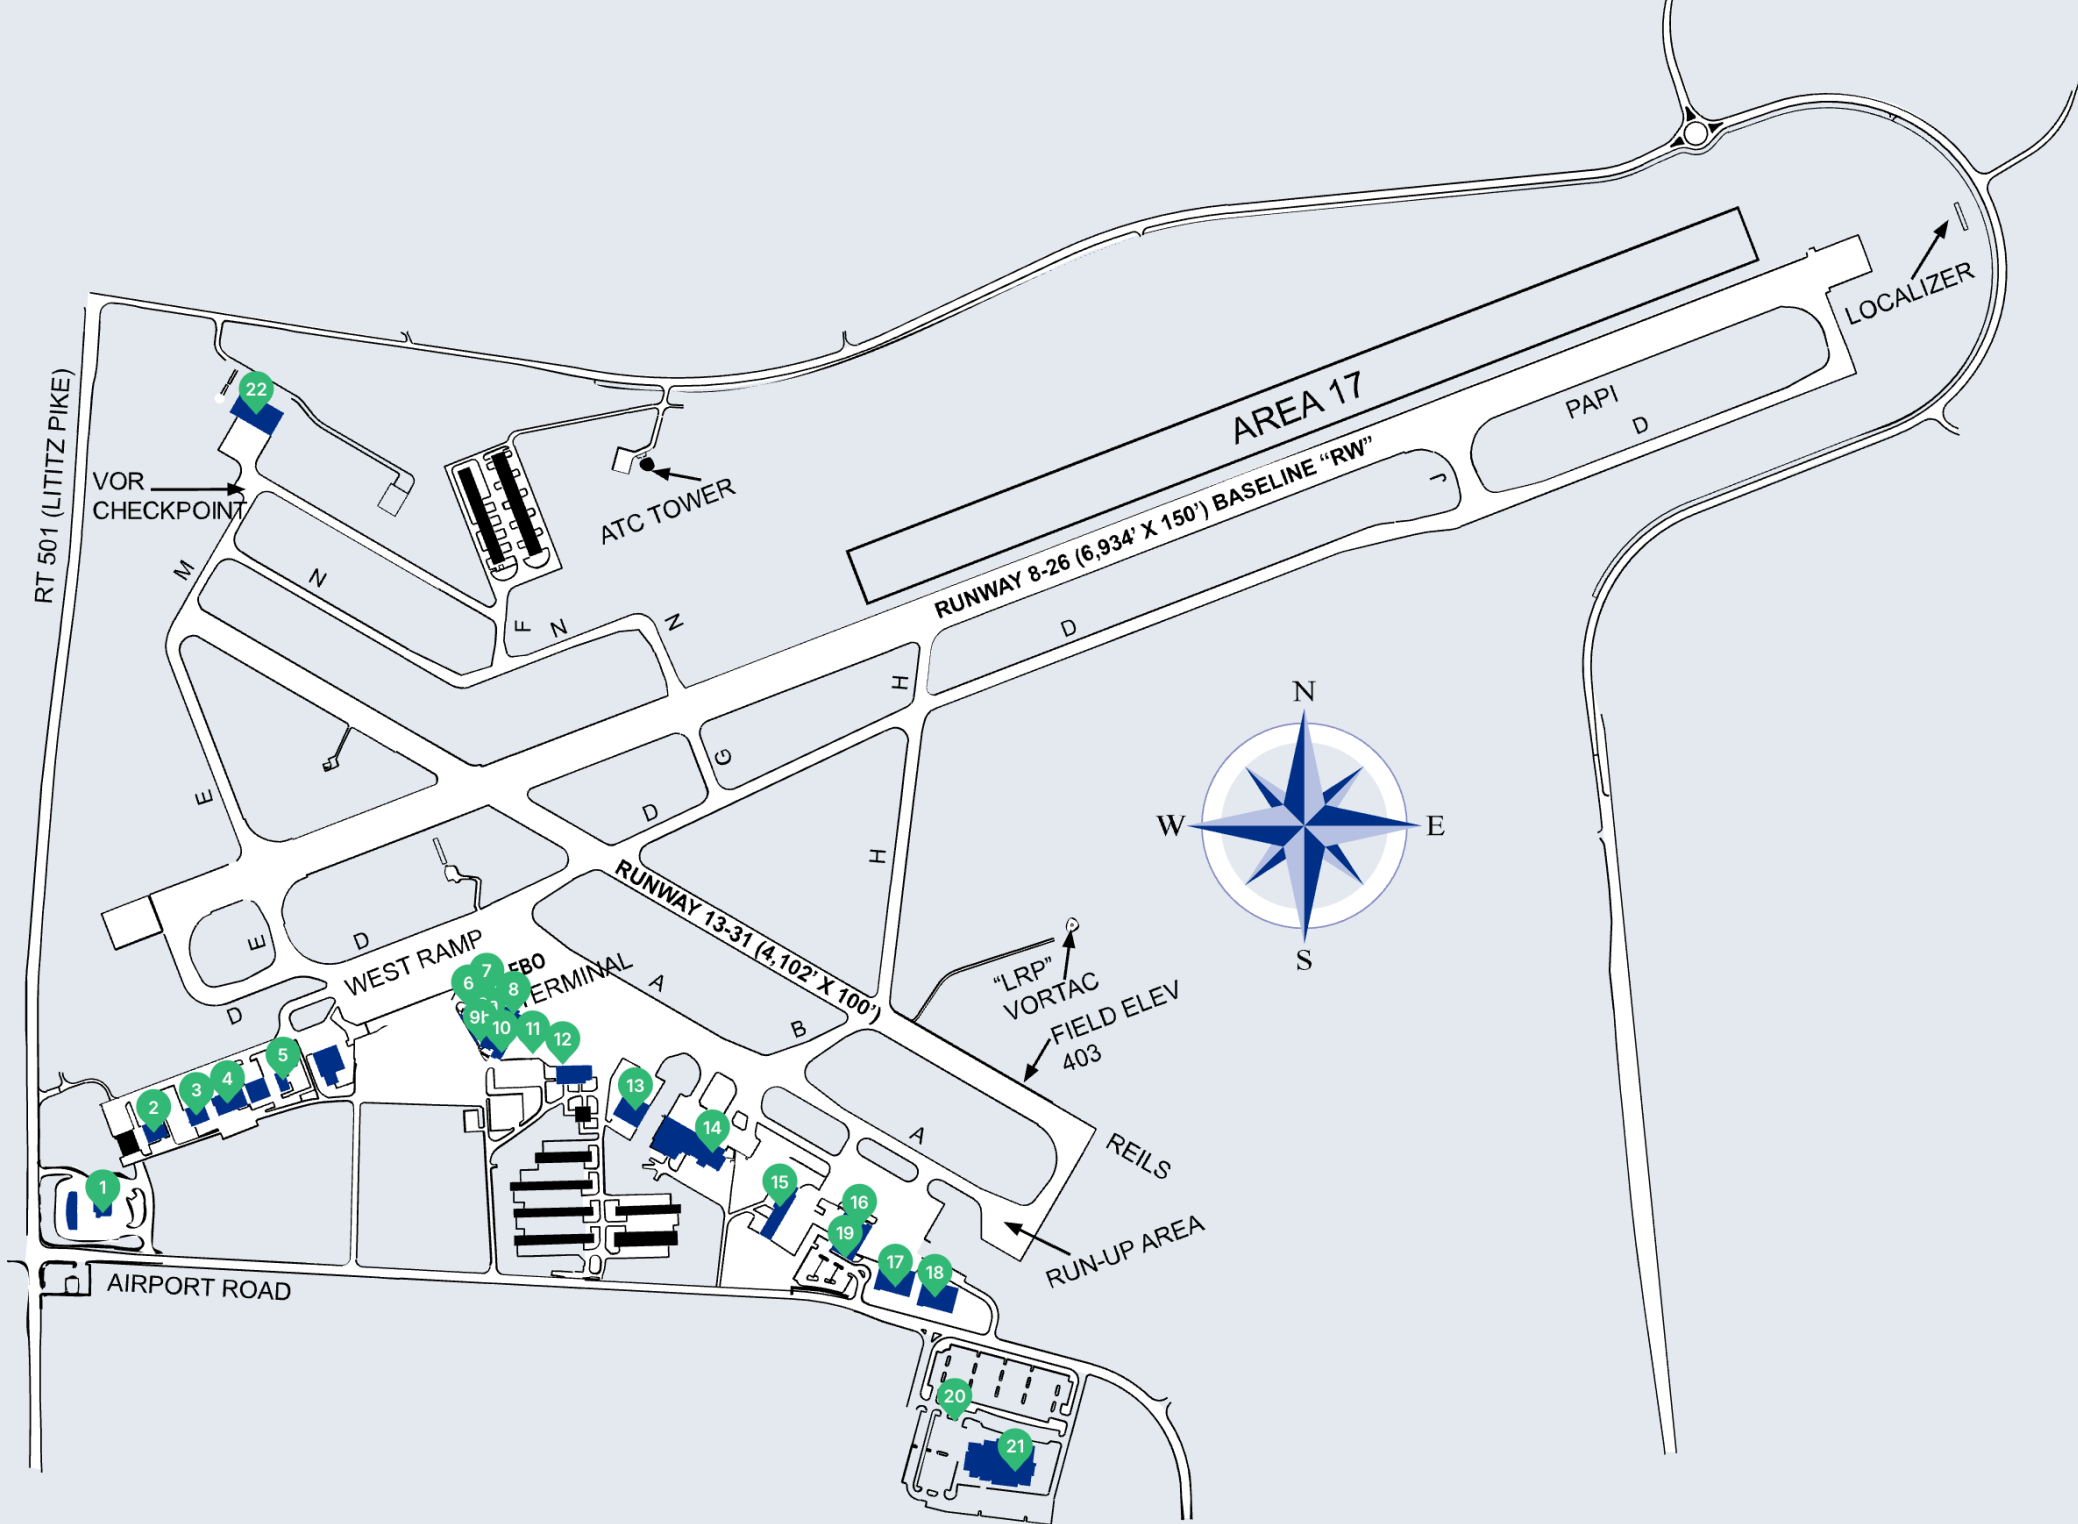 AREA 17
RUNWAY 8-26 (6,934’ X 150’) BASELINE “RW”
LOCALIZER
PAPI
D
J
22
RT 501 (LITITZ PIKE)
VOR
CHECKPOINT
ATC TOWER
M
N
F
N
N
D
H
G
E
D
H
N
W
E
S
RUNWAY 13-31 (4,102’ X 100’)
E
D
WEST RAMP
D
FBO
TERMINAL
A
B
“LRP”
VORTAC
FIELD ELEV
403
7
6
8
9b
10
11
12
5
4
3
2
1
13
14
15
16
19
17
18
A
REILS
RUN-UP AREA
AIRPORT ROAD
20
21